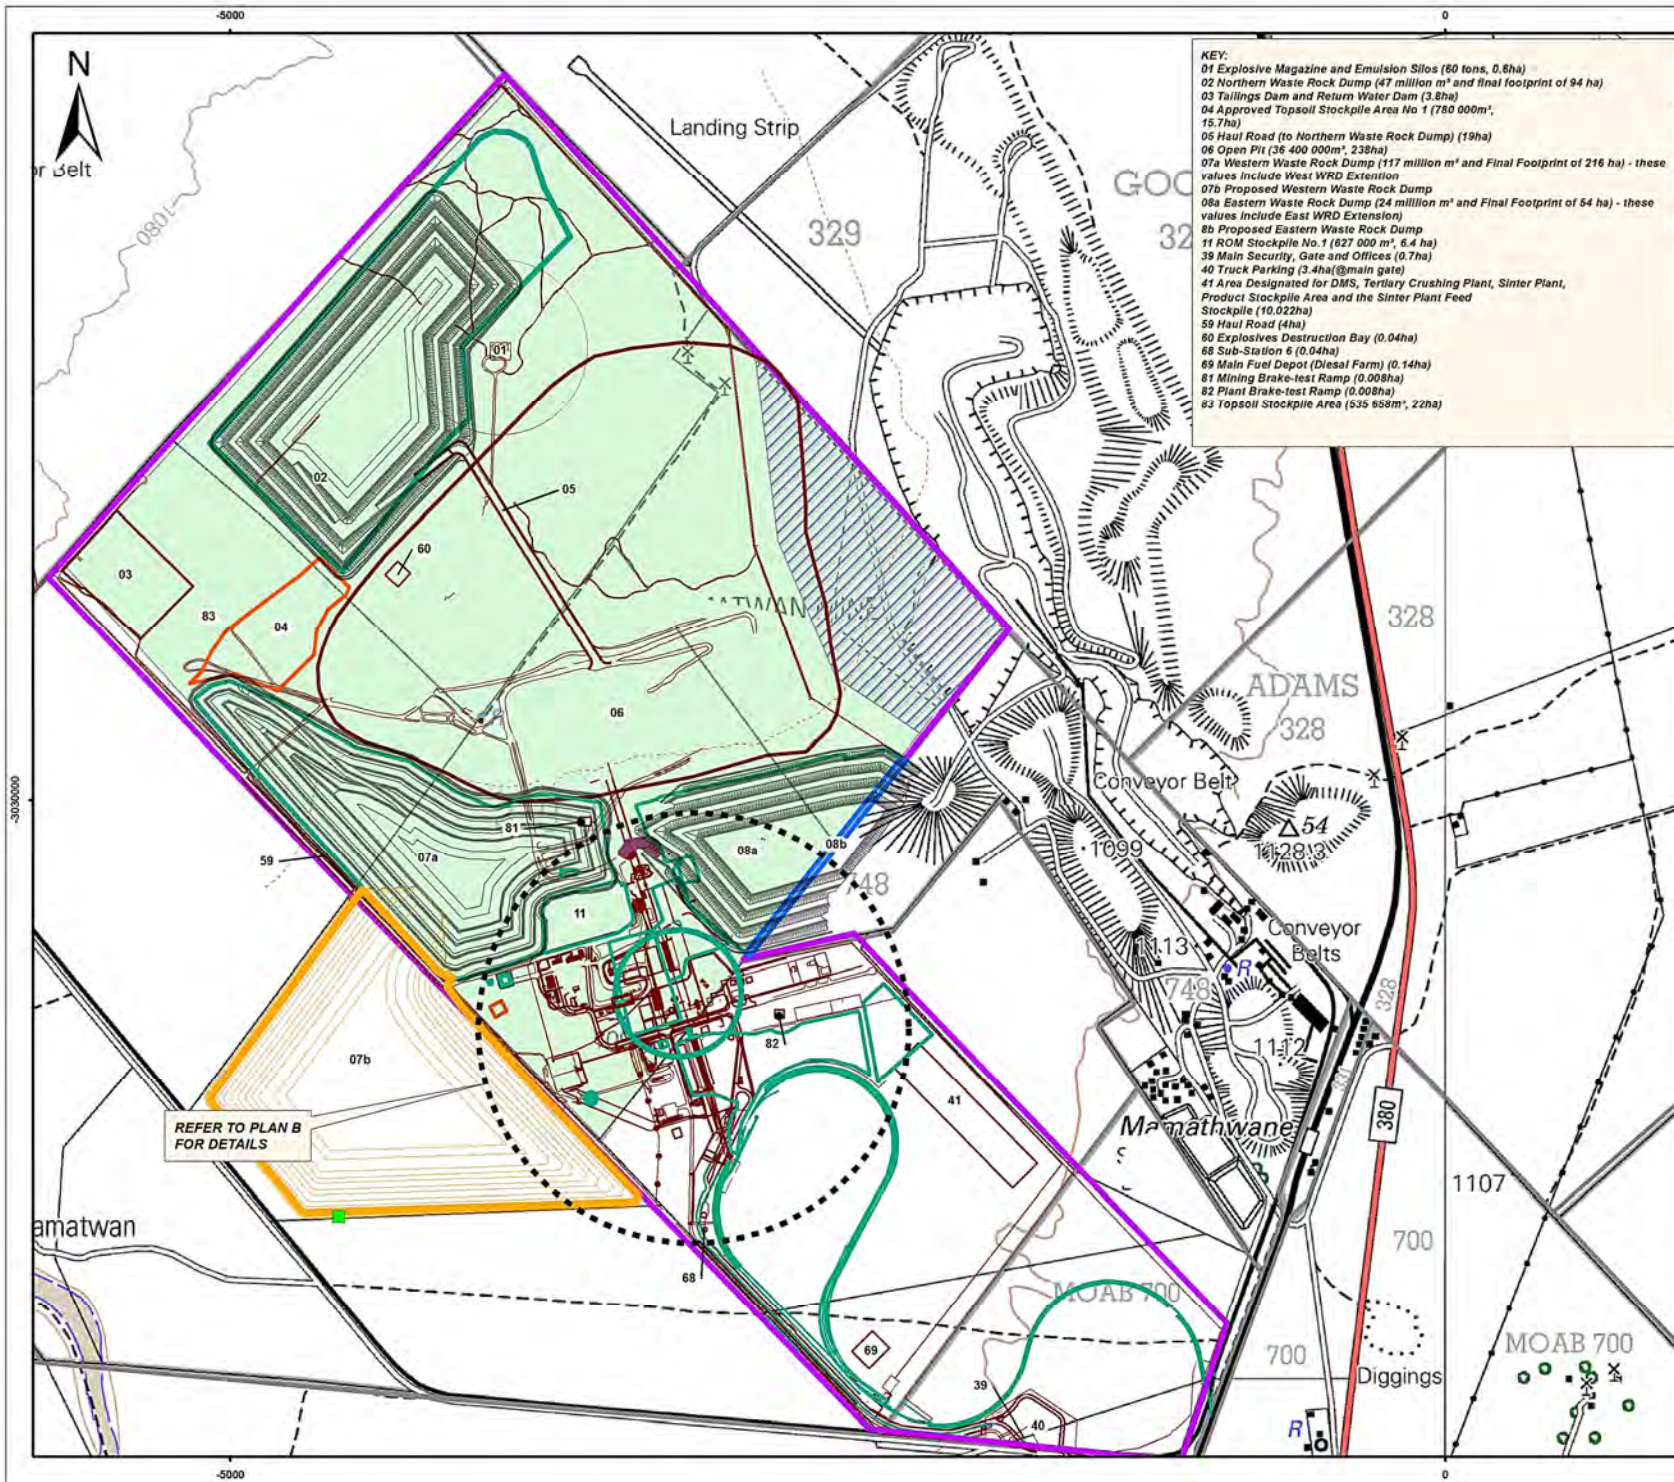 -5000
0
N
or Belt
1080
Landing Strip
329
GOO
32
KEY:
01 Explosive Magazine and Emulsion Silos (60 tons, 0.6ha)
02 Northern Waste Rock Dump (47 million m³ and final footprint of 94 ha)
03 Tailings Dam and Return Water Dam (3.8ha)
04 Approved Topsoil Stockpile Area No 1 (780 000m³,
15.7ha)
05 Haul Road (to Northern Waste Rock Dump) (19ha)
06 Open Pit (36 400 000m³, 238ha)
07a Western Waste Rock Dump (117 million m³ and Final Footprint of 216 ha) - these
values include West WRD Extention
07b Proposed Western Waste Rock Dump
08a Eastern Waste Rock Dump (24 million m³ and Final Footprint of 54 ha) - these
values include East WRD Extension)
8b Proposed Eastern Waste Rock Dump
11 ROM Stockpile No.1 (627 000 m³, 6.4 ha)
39 Main Security, Gate and Offices (0.7ha)
40 Truck Parking (3.4ha(@main gate)
41 Area Designated for DMS, Tertiary Crushing Plant, Sinter Plant,
Product Stockpile Area and the Sinter Plant Feed
Stockpile (10.022ha)
59 Haul Road (4ha)
60 Explosives Destruction Bay (0.04ha)
68 Sub-Station 6 (0.04ha)
69 Main Fuel Depot (Diesal Farm) (0.14ha)
81 Mining Brake-test Ramp (0.008ha)
82 Plant Brake-test Ramp (0.008ha)
83 Topsoil Stockpile Area (535 658m³, 22ha)
01
02
05
60
03
83
04
328
ADAMS
328
06
-3030000
Conveyor Belt
54
1128.3
1099
81
07a
08a
08b
748
59
11
1113
Conveyor
Belts
R
748
328
82
07b
1112
41
380
REFER TO PLAN B
FOR DETAILS
Mamathwane
S
1107
amatwan
700
68
MOAB 700
69
700
MOAB 700
Diggings
39
40
R
-5000
0